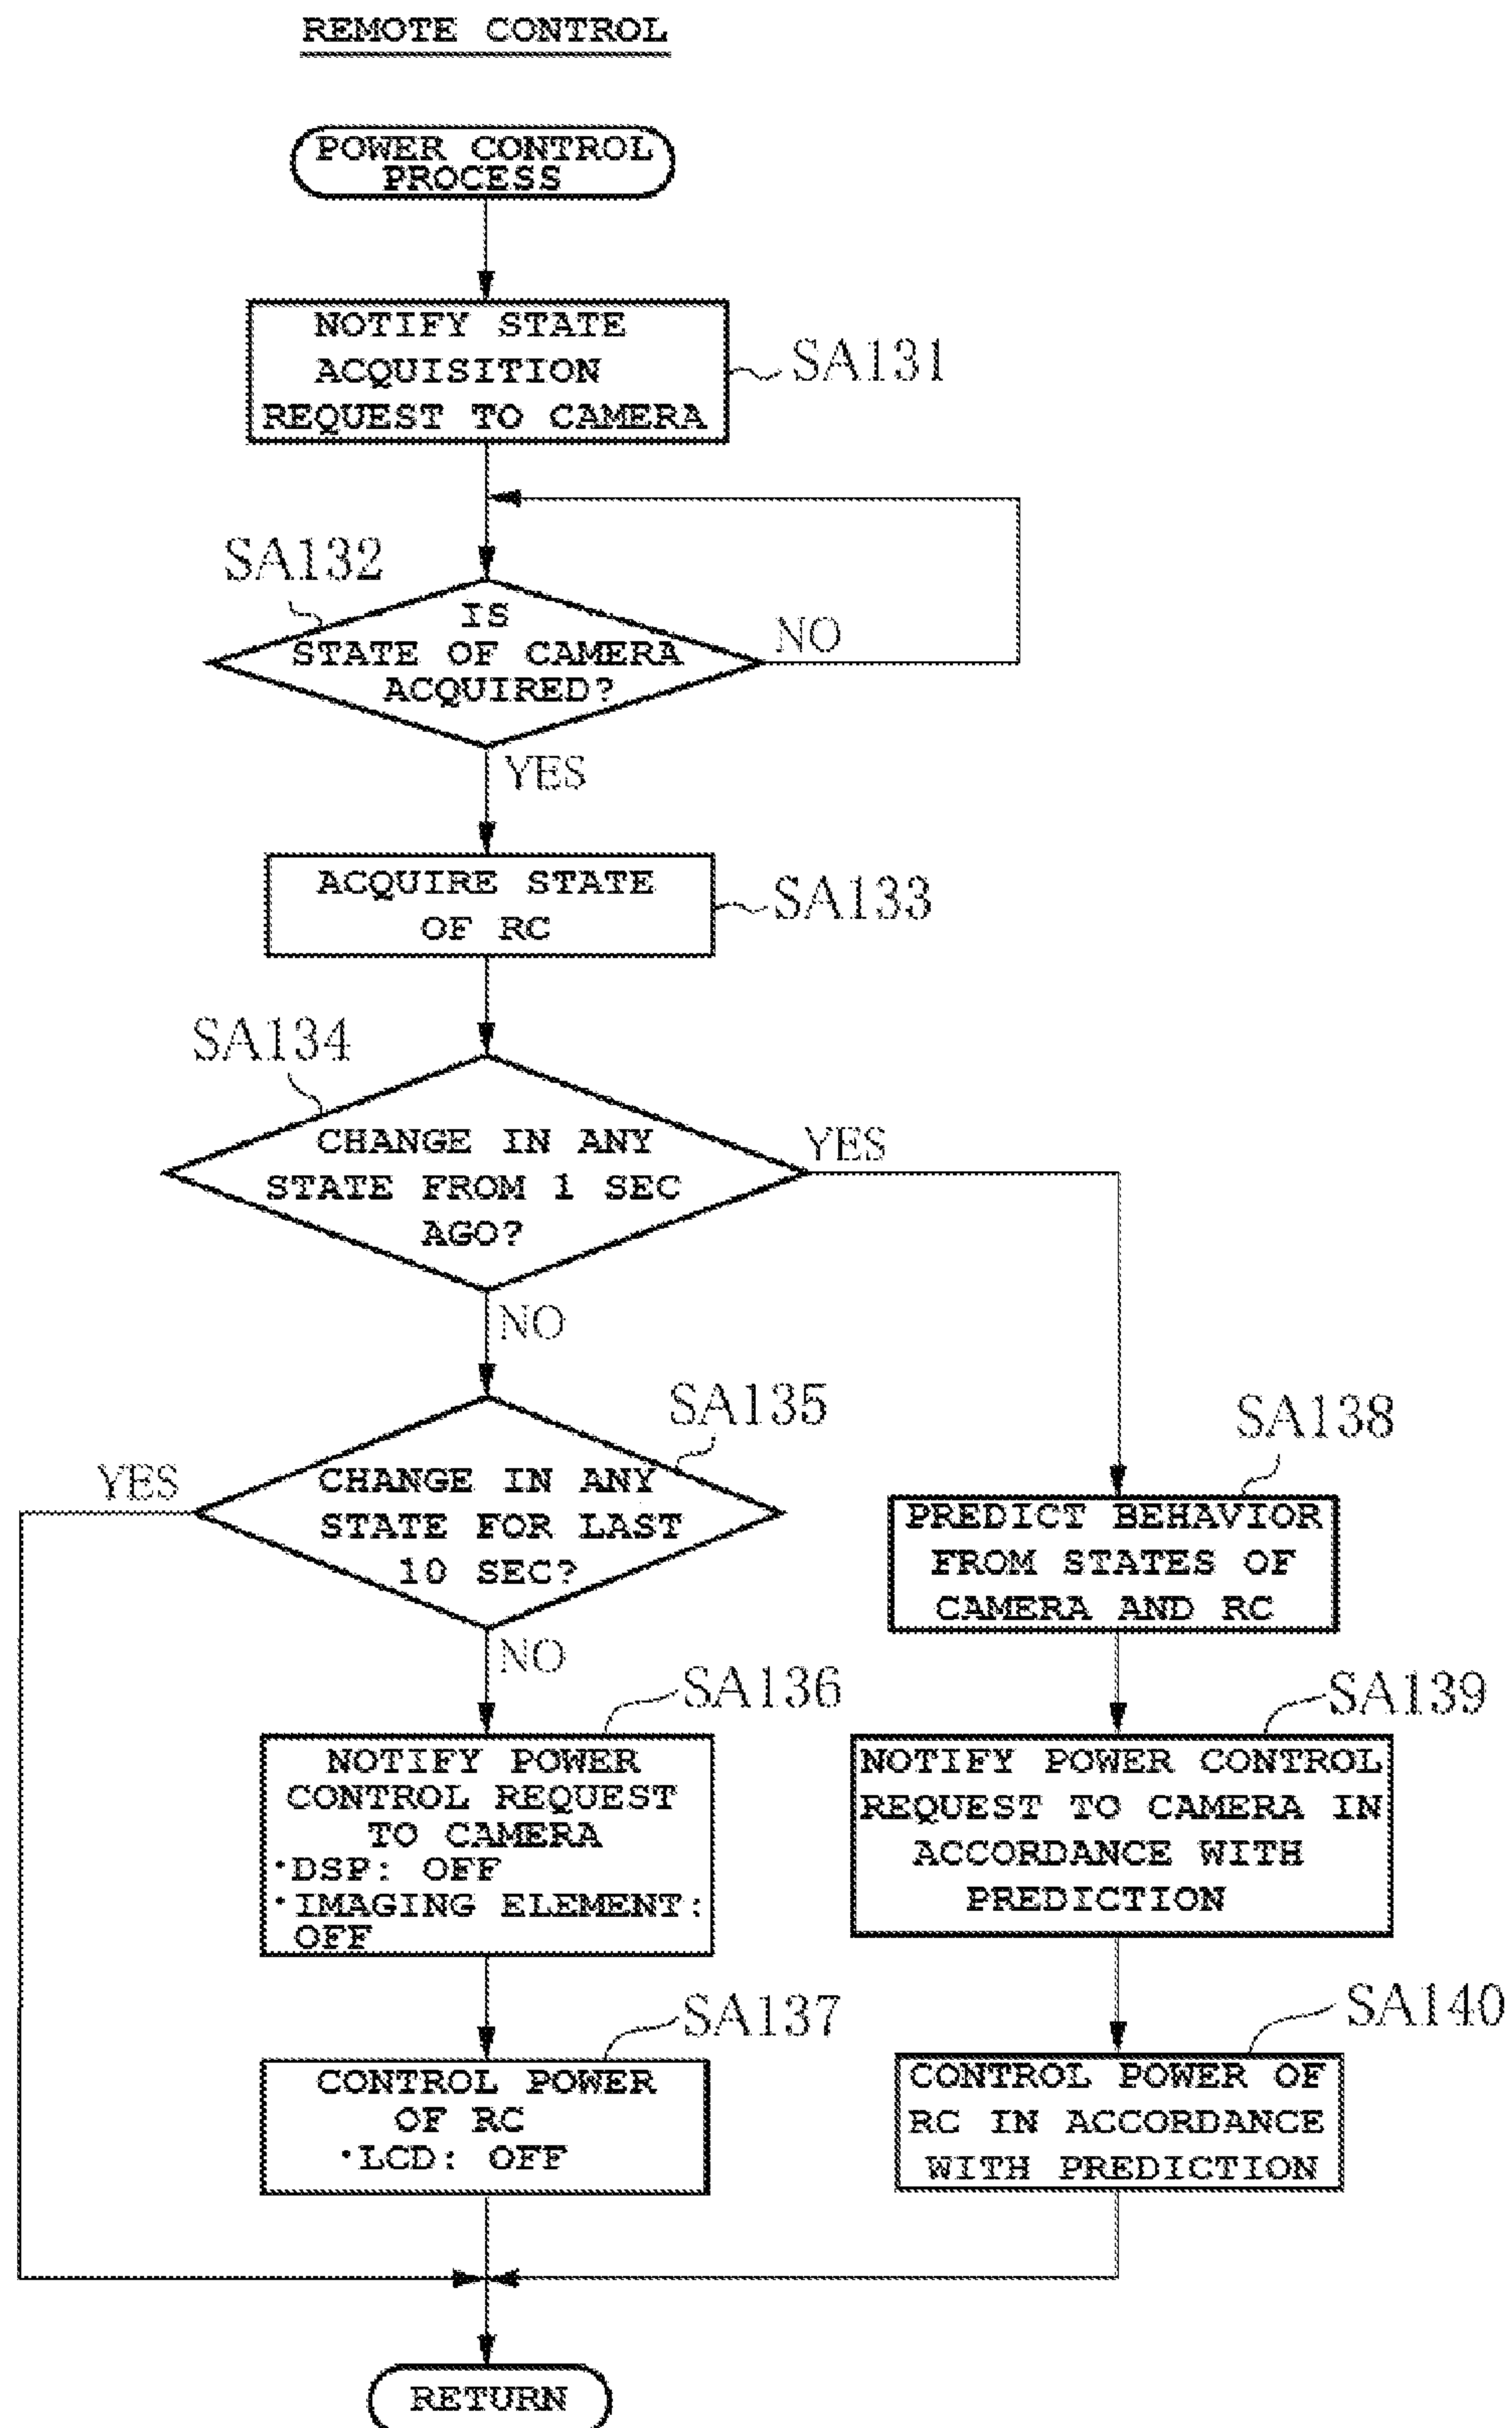 REMOTE CONTROL
POWER CONTROL
PROCESS
NOTIFY STATE
ACQUISITION
REQUEST TO CAMERA
SA131
SA132
IS
STATE OF CAMERA
ACQUIRED?
NO
YES
ACQUIRE STATE
OF RC
SA133
SA134
CHANGE IN ANY
STATE FROM 1 SEC
AGO?
YES
NO
SA135
CHANGE IN ANY
STATE FOR LAST
10 SEC?
YES
NO
SA136
NOTIFY POWER
CONTROL REQUEST
TO CAMERA
·DSP: OFF
·IMAGING ELEMENT:
OFF
SA137
CONTROL POWER
OF RC
·LCD: OFF
SA138
PREDICT BEHAVIOR
FROM STATES OF
CAMERA AND RC
SA139
NOTIFY POWER CONTROL
REQUEST TO CAMERA IN
ACCORDANCE WITH
PREDICTION
SA140
CONTROL POWER OF
RC IN ACCORDANCE
WITH PREDICTION
RETURN